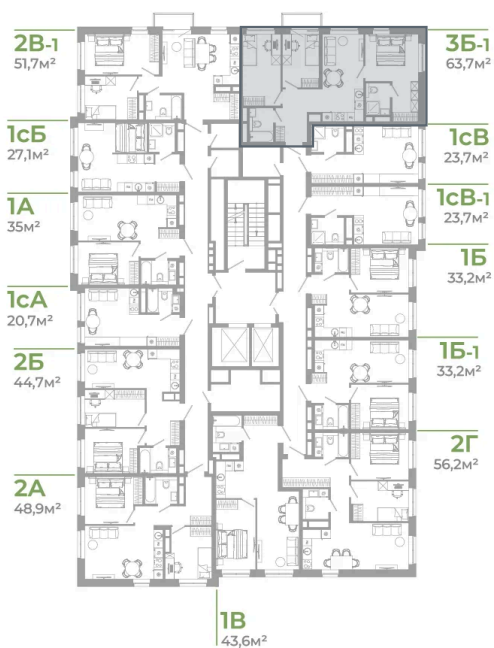 2В-1
51,7м²
3Б-1
63,7м²
1сБ
27,1м²
1сВ
23,7м²
1А
35м²
1сВ-1
23,7м²
1Б
33,2м²
1сА
20,7м²
2Б
44,7м²
1Б-1
33,2м²
2Г
56,2м²
2А
48,9м²
1В
43,6м²